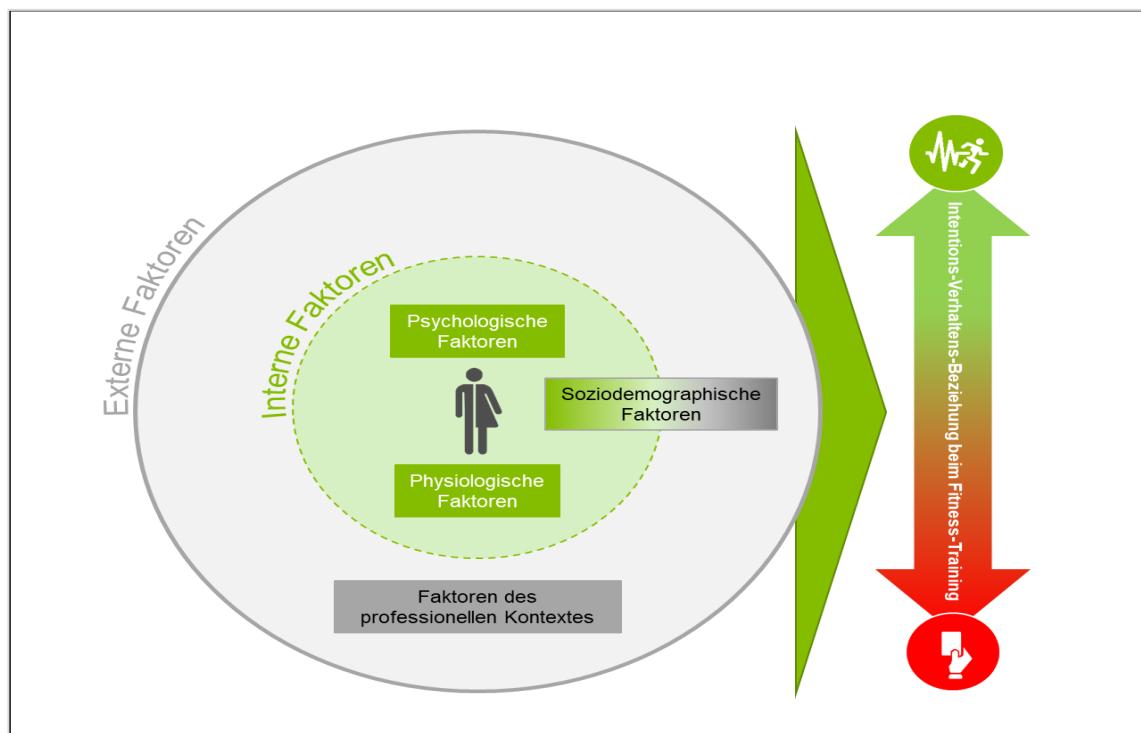 Externe Faktoren
Interne Faktoren
Psychologische
Faktoren
Soziodemographische
Faktoren
Physiologische
Faktoren
Faktoren des
professionellen Kontextes
Intentions-Verhaltens-Beziehung beim Fitness-Training